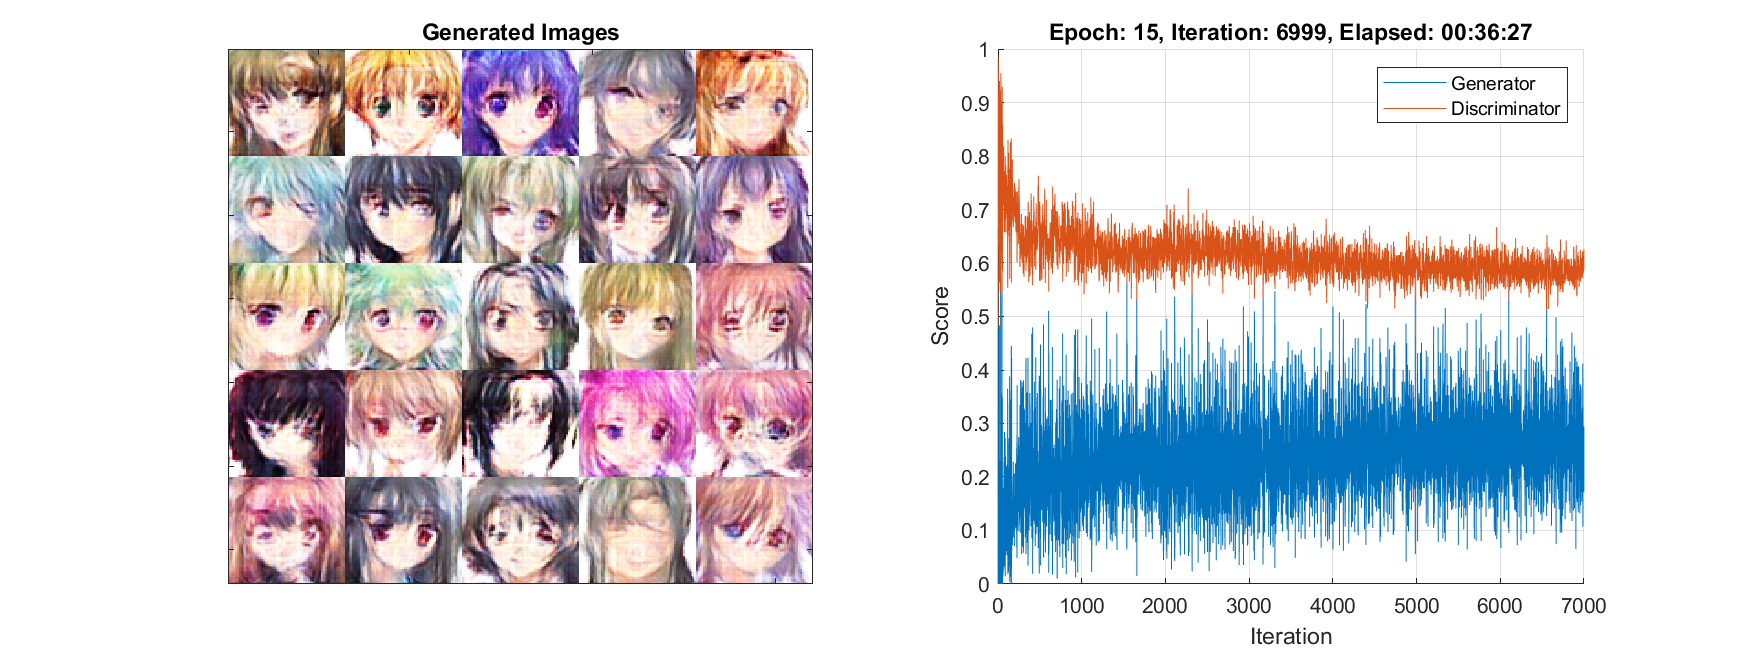 Generated Images
Epoch: 15, Iteration: 6999, Elapsed: 00:36:27
Generator
Discriminator
Score
1
0.9
0.8
0.7
0.6
0.5
0.4
0.3
0.2
0.1
0
0 1000 2000 3000 4000 5000 6000 7000
Iteration